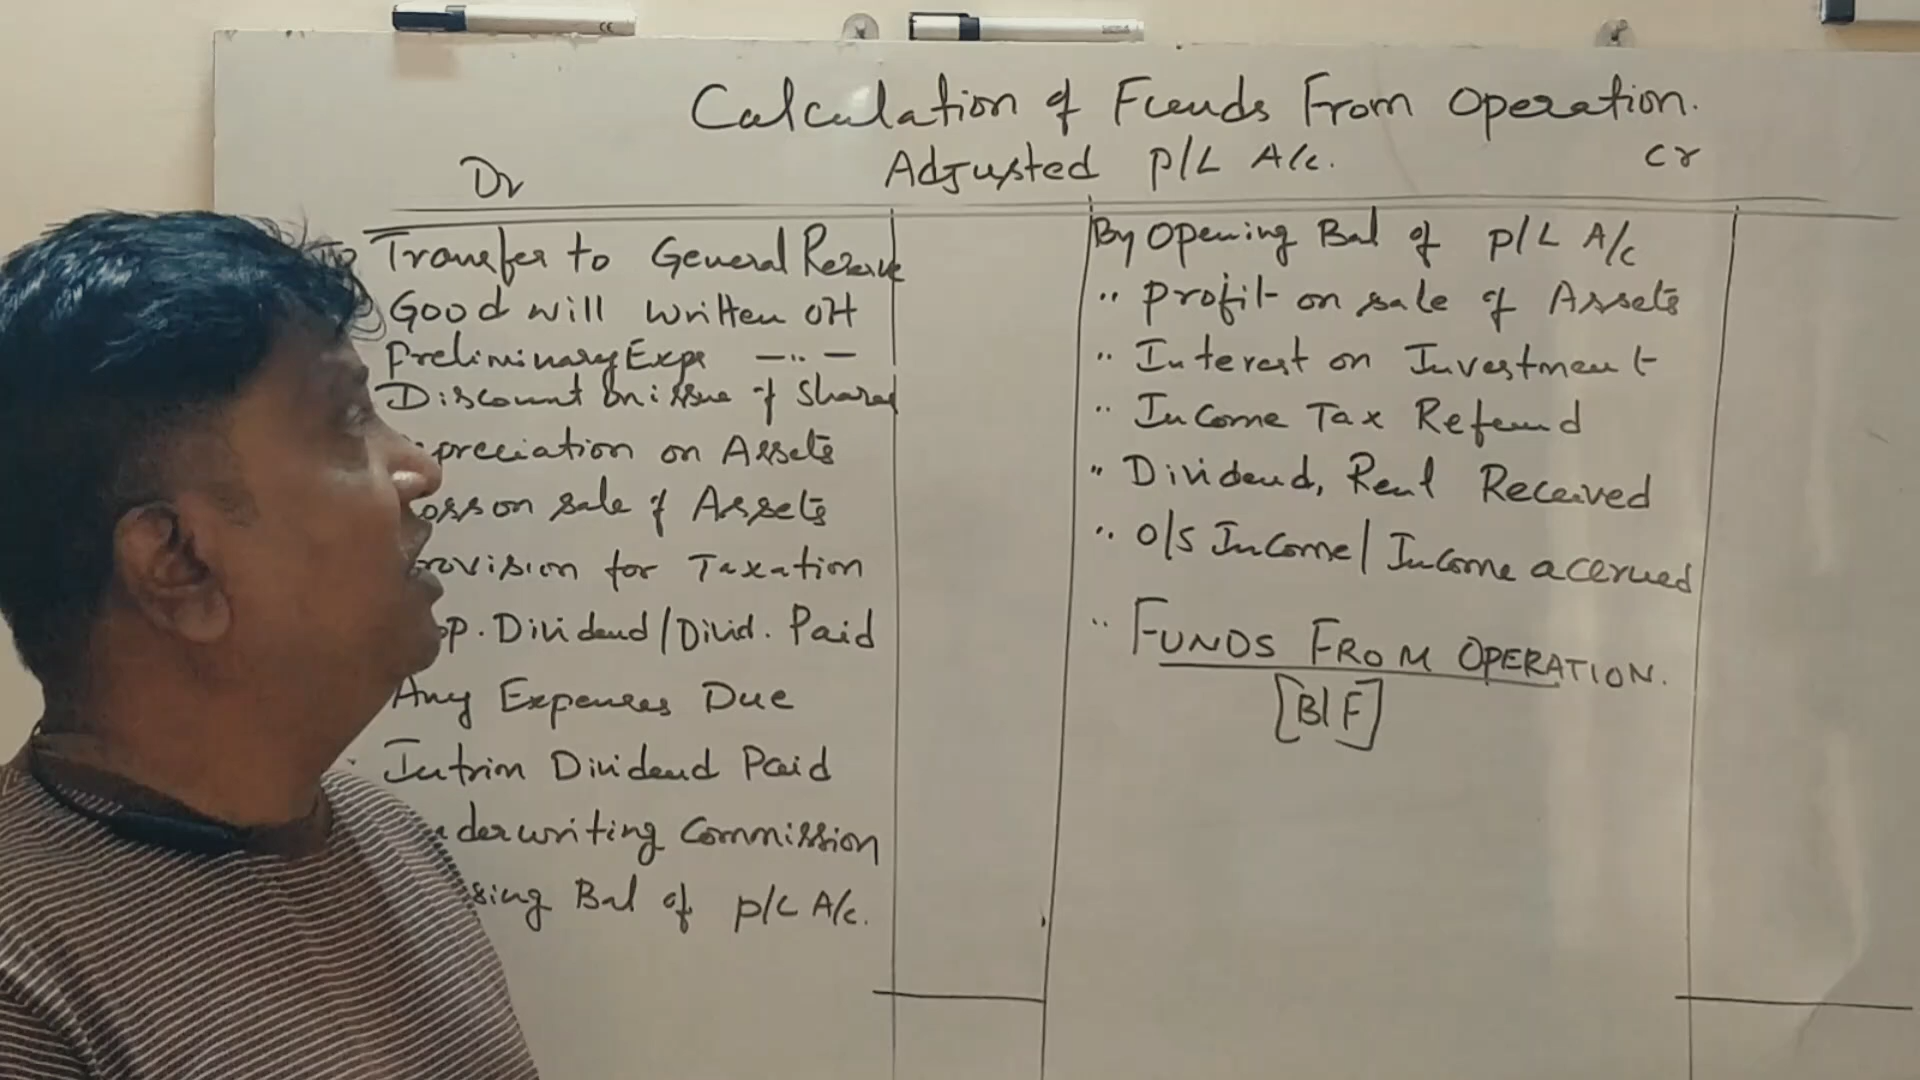 Calculation of Funds From Operation.
Dr Adjusted P/L A/c. Cr
To Transfer to General Reserve
Good will written off
Preliminary Exps —"—
Discount on issue of Shares
preciation on Assets
oss on sale of Assets
rovision for Taxation
op. Dividend/Divid. Paid
Any Expenses Due
Intrim Dividend Paid
derwriting Commission
sing Bal of P/L A/c.
By Opening Bal of P/L A/c
" Profit on sale of Assets
" Interest on Investment
" Income Tax Refund
" Dividend, Rent Received
" O/S Income/Income accrued
" FUNDS FROM OPERATION.
[B/F]